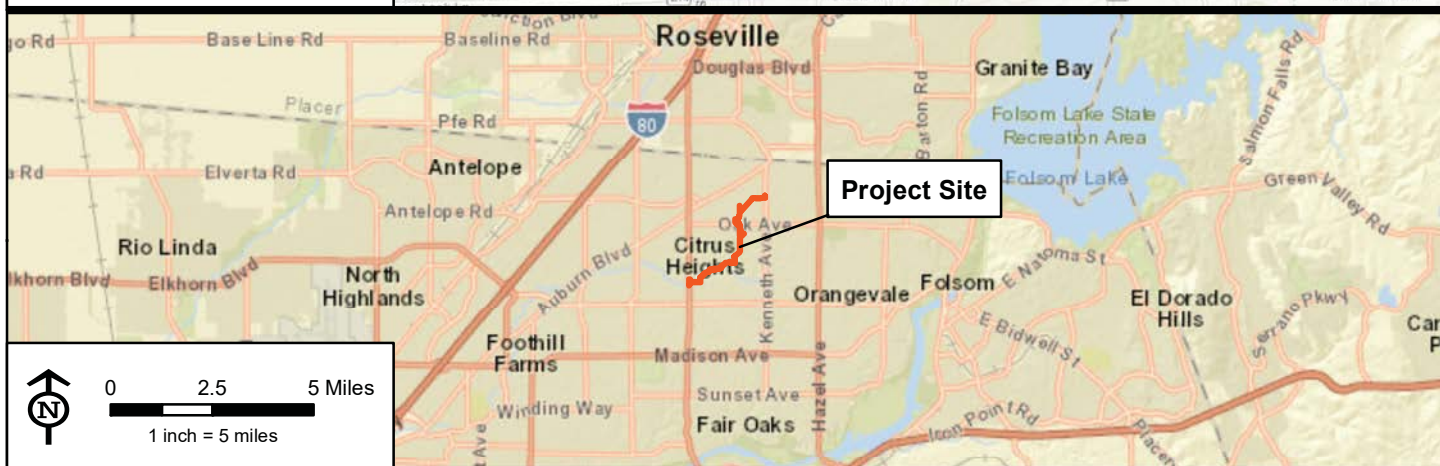 Roseville
Base Line Rd
Baseline Rd
Douglas Blvd
Granite Bay
Placer
Pfe Rd
80
Barton Rd
Folsom Lake State
Recreation Area
Salmon Falls Rd
Antelope
Elverta Rd
Folsom Lake
Green Valley Rd
Project Site
Antelope Rd
Oak Ave
Rio Linda
Citrus
Heights
Elkhorn Blvd
North
Highlands
Auburn Blvd
Kenneth Ave
Orangevale
Folsom
E Natoma St
El Dorado
Hills
Serrano Pkwy
E Bidwell St
Foothill
Farms
Madison Ave
Hazel Ave
Sunset Ave
Winding Way
Fair Oaks
Iron Point Rd
N
0 2.5 5 Miles
1 inch = 5 miles